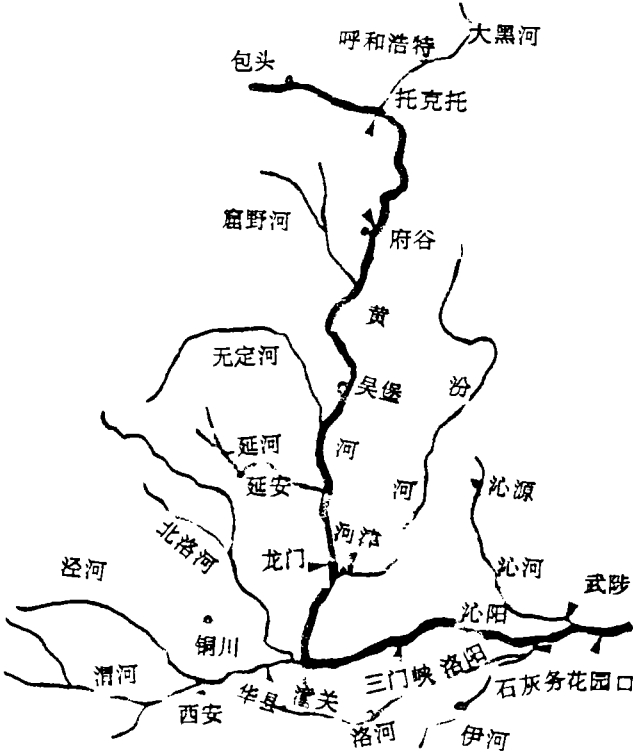 大黑河
呼和浩特
包头
托克托
窟野河
府谷
黄
无定河
吴堡
汾
延河
河
延安
河
沁源
北洛河
河津
龙门
沁河
泾河
武陟
沁阳
铜川
洛阳
渭河
三门峡
石灰务花园口
华县
潼关
西安
洛河
伊河